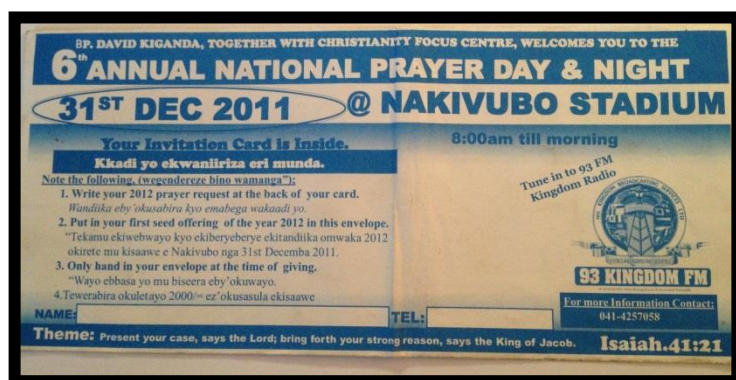 BP. DAVID KIGANDA, TOGETHER WITH CHRISTIANITY FOCUS CENTRE, WELCOMES YOU TO THE
6th ANNUAL NATIONAL PRAYER DAY & NIGHT
31ST DEC 2011 @ NAKIVUBO STADIUM
Your Invitation Card is Inside.
Kkadi yo ekwaniiriza eri munda.
Note the following, (wegendereze bino wamanga"):
1. Write your 2012 prayer request at the back of your card.
Wandiika eby'okusabira kyo emabega wakaadi yo.
2. Put in your first seed offering of the year 2012 in this envelope.
"Tekamu ekiwebwayo kyo ekiberyeberye ekitandiika omwaka 2012
okirete mu kisaawe e Nakivubo nga 31st Decemba 2011.
3. Only hand in your envelope at the time of giving.
"Wayo ebbasa yo mu biseera eby'okuwayo.
4.Tewerabira okuletayo 2000/= ez'okusasula ekisaawe
8:00am till morning
Tune in to 93 FM
Kingdom Radio
KINGDOM BROADCASTING SERVICES LTD
93 KINGDOM FM
For more Information Contact:
041-4257058
NAME: TEL:
Theme: Present your case, says the Lord; bring forth your strong reason, says the King of Jacob. Isaiah.41:21